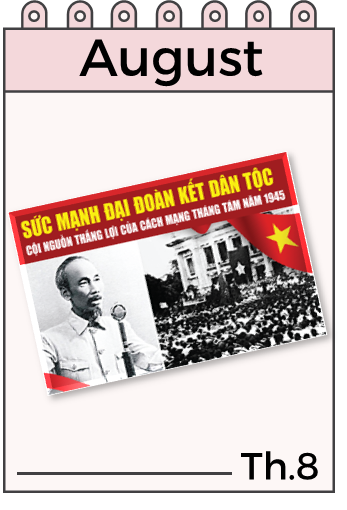 August
SỨC MẠNH ĐẠI ĐOÀN KẾT DÂN TỘC
CỘI NGUỒN THẮNG LỢI CỦA CÁCH MẠNG THÁNG TÁM NĂM 1945
Th.8